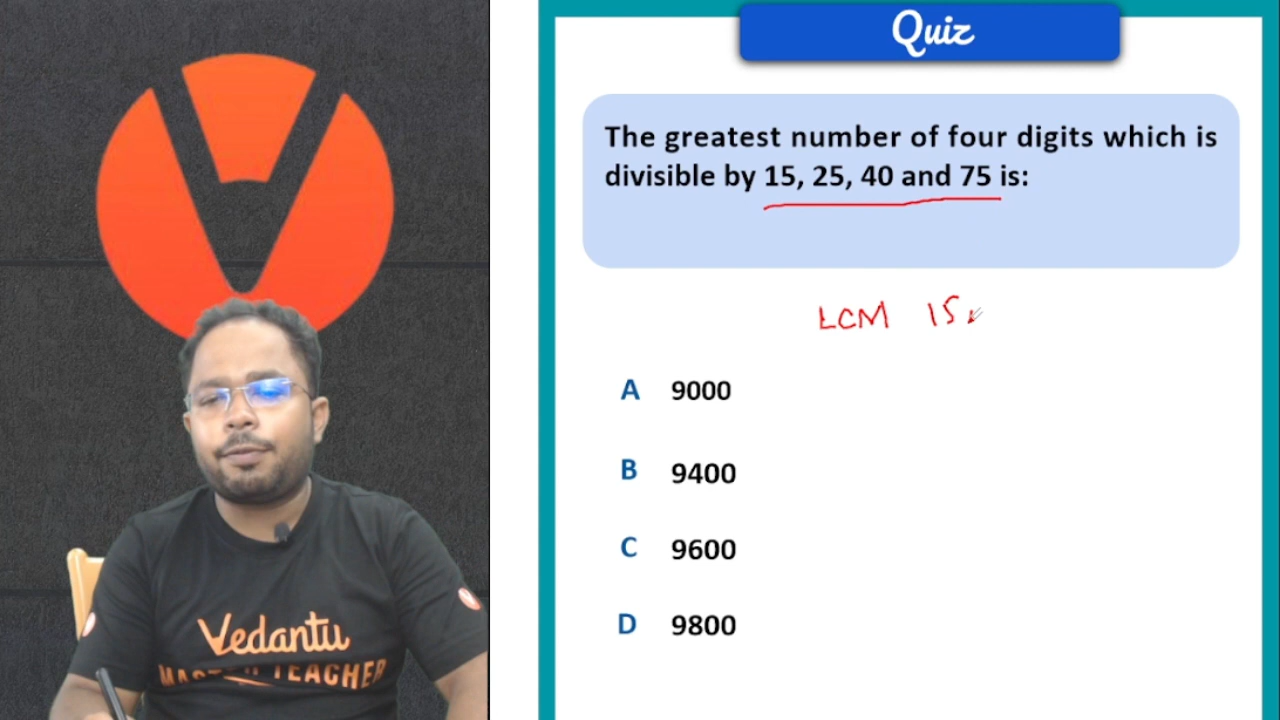 Quiz
The greatest number of four digits which is
divisible by 15, 25, 40 and 75 is:
LCM 15,
A 9000
B 9400
C 9600
D 9800
Vedantu
MASTER TEACHER